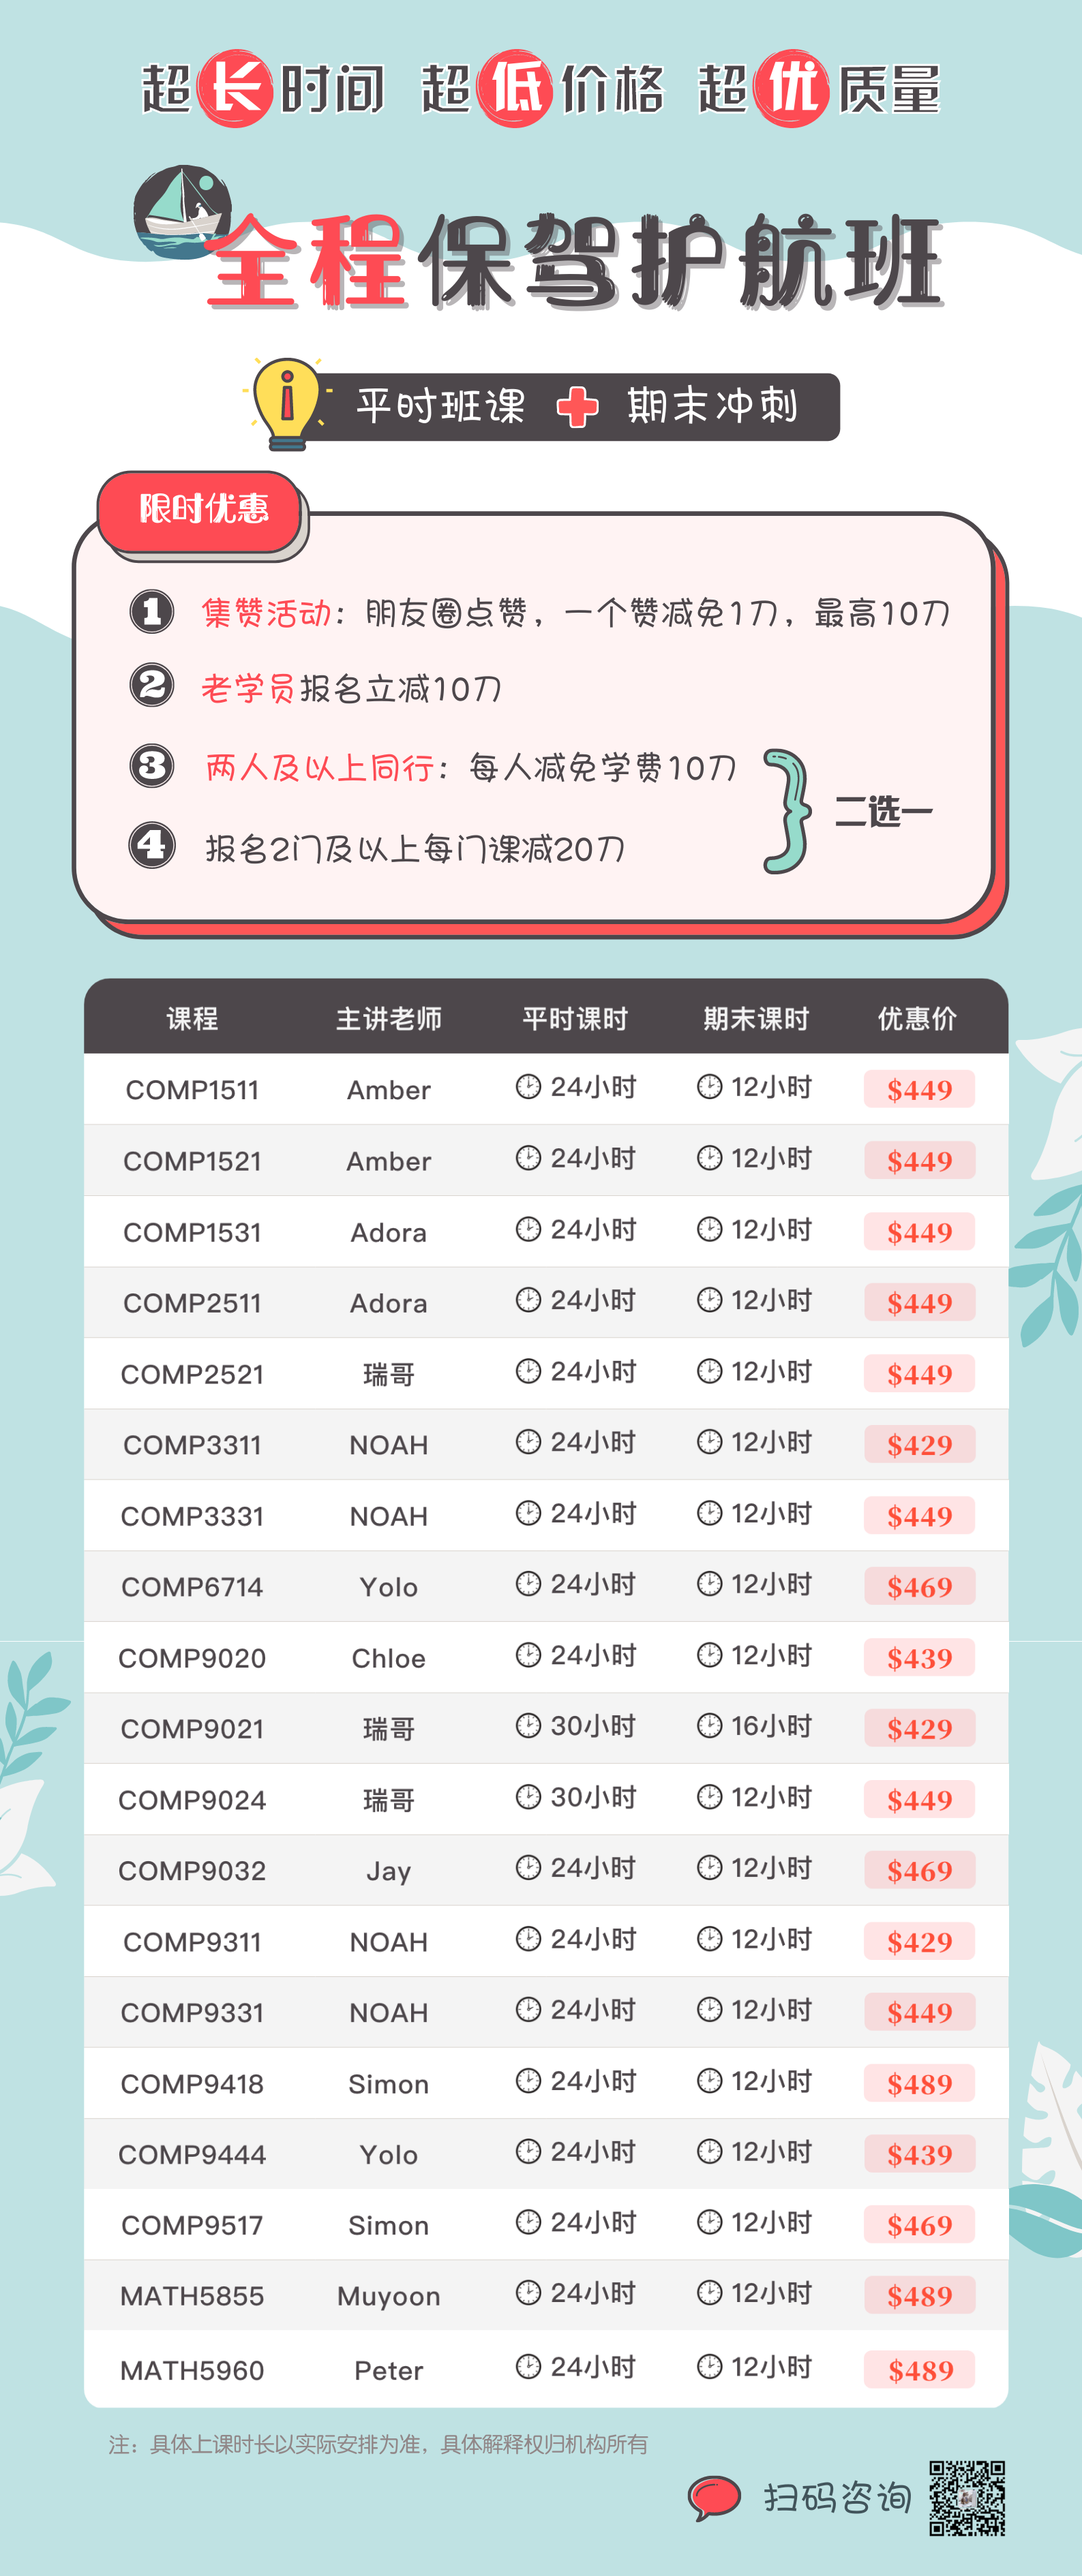 超长时间 超低价格 超优质量
全程保驾护航班
平时班课 + 期末冲刺
限时优惠
1 集赞活动：朋友圈点赞，一个赞减免1刀，最高10刀
2 老学员报名立减10刀
3 两人及以上同行：每人减免学费10刀
二选一
4 报名2门及以上每门课减20刀
课程 主讲老师 平时课时 期末课时 优惠价
COMP1511 Amber 24小时 12小时 $449
COMP1521 Amber 24小时 12小时 $449
COMP1531 Adora 24小时 12小时 $449
COMP2511 Adora 24小时 12小时 $449
COMP2521 瑞哥 24小时 12小时 $449
COMP3311 NOAH 24小时 12小时 $429
COMP3331 NOAH 24小时 12小时 $449
COMP6714 Yolo 24小时 12小时 $469
COMP9020 Chloe 24小时 12小时 $439
COMP9021 瑞哥 30小时 16小时 $429
COMP9024 瑞哥 30小时 12小时 $449
COMP9032 Jay 24小时 12小时 $469
COMP9311 NOAH 24小时 12小时 $429
COMP9331 NOAH 24小时 12小时 $449
COMP9418 Simon 24小时 12小时 $489
COMP9444 Yolo 24小时 12小时 $439
COMP9517 Simon 24小时 12小时 $469
MATH5855 Muyoon 24小时 12小时 $489
MATH5960 Peter 24小时 12小时 $489
注：具体上课时长以实际安排为准，具体解释权归机构所有
扫码咨询